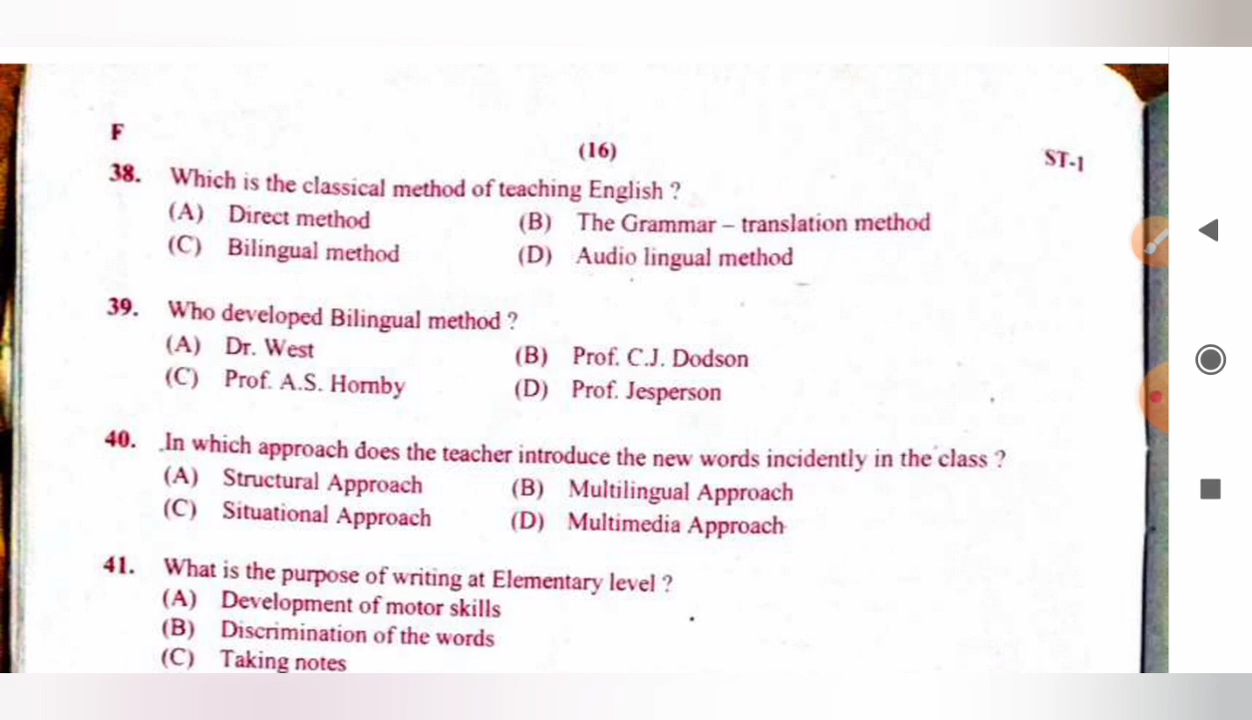 F
(16)
ST-1
38. Which is the classical method of teaching English ?
(A) Direct method (B) The Grammar – translation method
(C) Bilingual method (D) Audio lingual method
39. Who developed Bilingual method ?
(A) Dr. West (B) Prof. C.J. Dodson
(C) Prof. A.S. Hornby (D) Prof. Jesperson
40. In which approach does the teacher introduce the new words incidently in the class ?
(A) Structural Approach (B) Multilingual Approach
(C) Situational Approach (D) Multimedia Approach
41. What is the purpose of writing at Elementary level ?
(A) Development of motor skills
(B) Discrimination of the words
(C) Taking notes